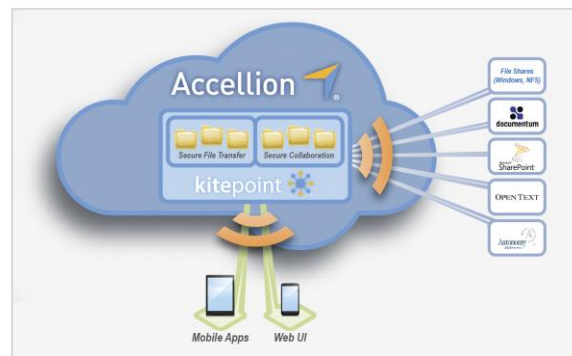 Accellion
®
Secure File Transfer
Secure Collaboration
kitepoint
Mobile Apps
Web UI
File Shares
(Windows, NFS)
documentum
SharePoint
OPEN TEXT
Autonomy